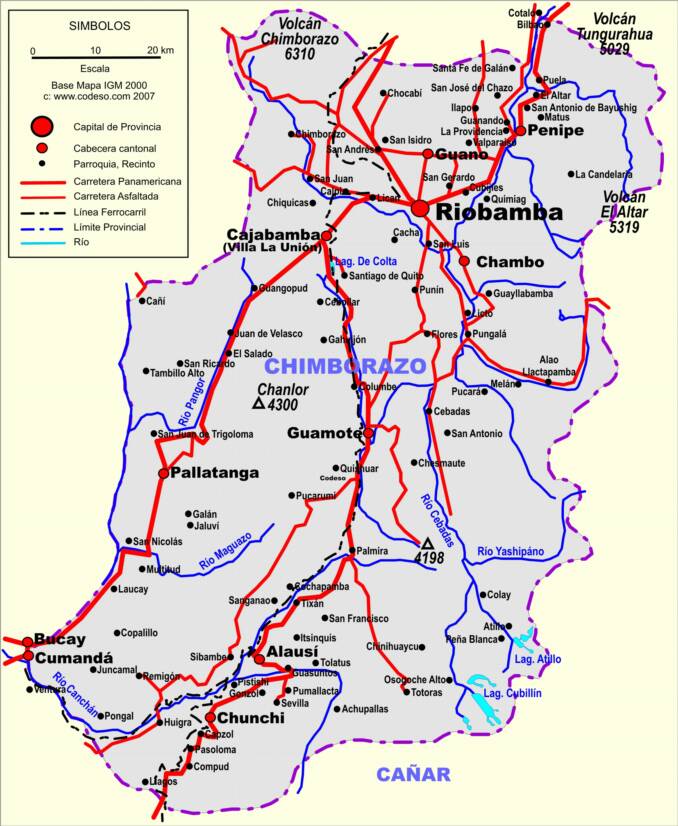 SIMBOLOS
0 10 20 km
Escala
Base Mapa IGM 2000
c: www.codeso.com 2007
Capital de Provincia
Cabecera cantonal
Parroquia, Recinto
Carretera Panamericana
Carretera Asfaltada
Línea Ferrocarril
Límite Provincial
Río
Volcán
Chimborazo
6310
Cotaló
Bilbao
Volcán
Tungurahua
5029
Santa Fe de Galán
Puela
San José del Chazo
El Altar
Chocabí
Ilapo
San Antonio de Bayushig
Matus
Guanando
La Providencia
Penipe
Chimborazo
San Isidro
Valparaiso
San Andres
Guano
La Candelaria
San Juan
San Gerardo
Cubijíes
Calpi
Lican
Quimiag
Chiquicas
Riobamba
Volcán
El Altar
5319
Cajabamba
(Villa La Unión)
Cacha
San Luis
Chambo
Lag. De Colta
Santiago de Quito
Guangopud
Punín
Guayllabamba
Cañí
Licto
Juan de Velasco
Flores
Pungalá
El Salado
San Ricardo
Tambillo Alto
CHIMBORAZO
Alao
Llactapamba
Melán
Pucará
Columbe
Río Pangor
Chanlor
4300
Cebadas
San Juan de Trigoloma
Guamote
San Antonio
Pallatanga
Quishuar
Codeso
Chesmaute
Pucarumi
Río Cebadas
Galán
Jaluví
San Nicolás
Río Maguazo
Palmira
4198
Río Yashipáno
Multitud
Laucay
Cochapamba
Colay
Sanganao
Tixán
San Francisco
Copalillo
Atillo
Peña Blanca
Bucay
Itsinquis
Chinihuaycu
Cumandá
Alausí
Sibambe
Tolatus
Lag. Atillo
Juncamal
Remigón
Guasuntos
Ventura
Río Canchán
Pistishi
Gonzol
Pumallacta
Osogoche Alto
Totoras
Lag. Cubillín
Sevilla
Pongal
Huigra
Chunchi
Achupallas
Capzol
Pasoloma
Compud
Llagos
CAÑAR